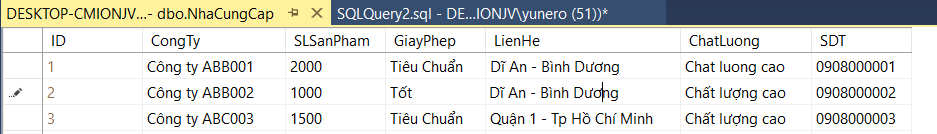 DESKTOP-CMIONJV...- dbo.NhaCungCap SQLQuery2.sql - DE...IONJV\yunero (51))*
ID CongTy SLSanPham GiayPhep LienHe ChatLuong SDT
1 Công ty ABB001 2000 Tiêu Chuẩn Dĩ An - Bình Dương Chat luong cao 0908000001
2 Công ty ABB002 1000 Tốt Dĩ An - Bình Dương Chất lượng cao 0908000002
3 Công ty ABC003 1500 Tiêu Chuẩn Quận 1 - Tp Hồ Chí Minh Chất lượng cao 0908000003